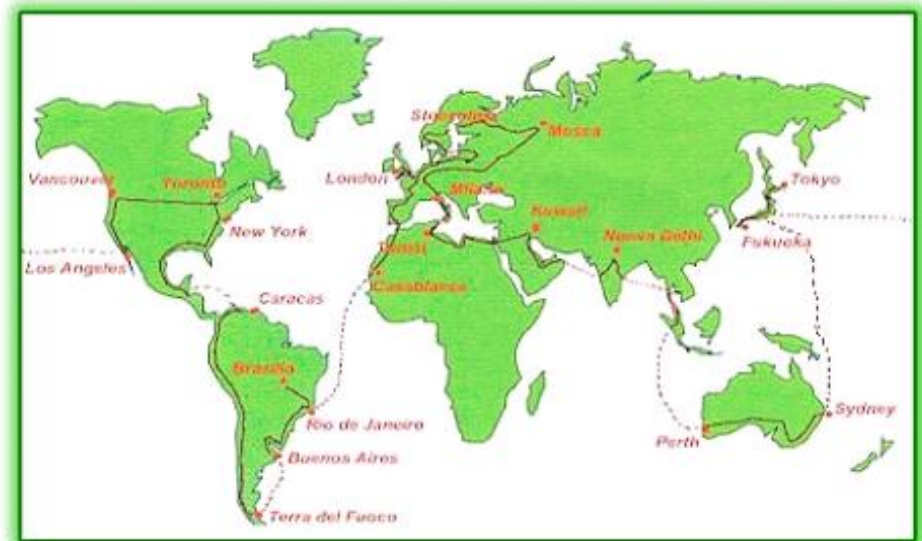 Mosca
Vancouver
Toronto
London
Milano
Tokyo
New York
Kuwait
Nuova Delhi
Fukuoka
Los Angeles
Tunisi
Casablanca
Caracas
Brasilia
Rio de Janeiro
Sydney
Perth
Buenos Aires
Terra del Fuoco